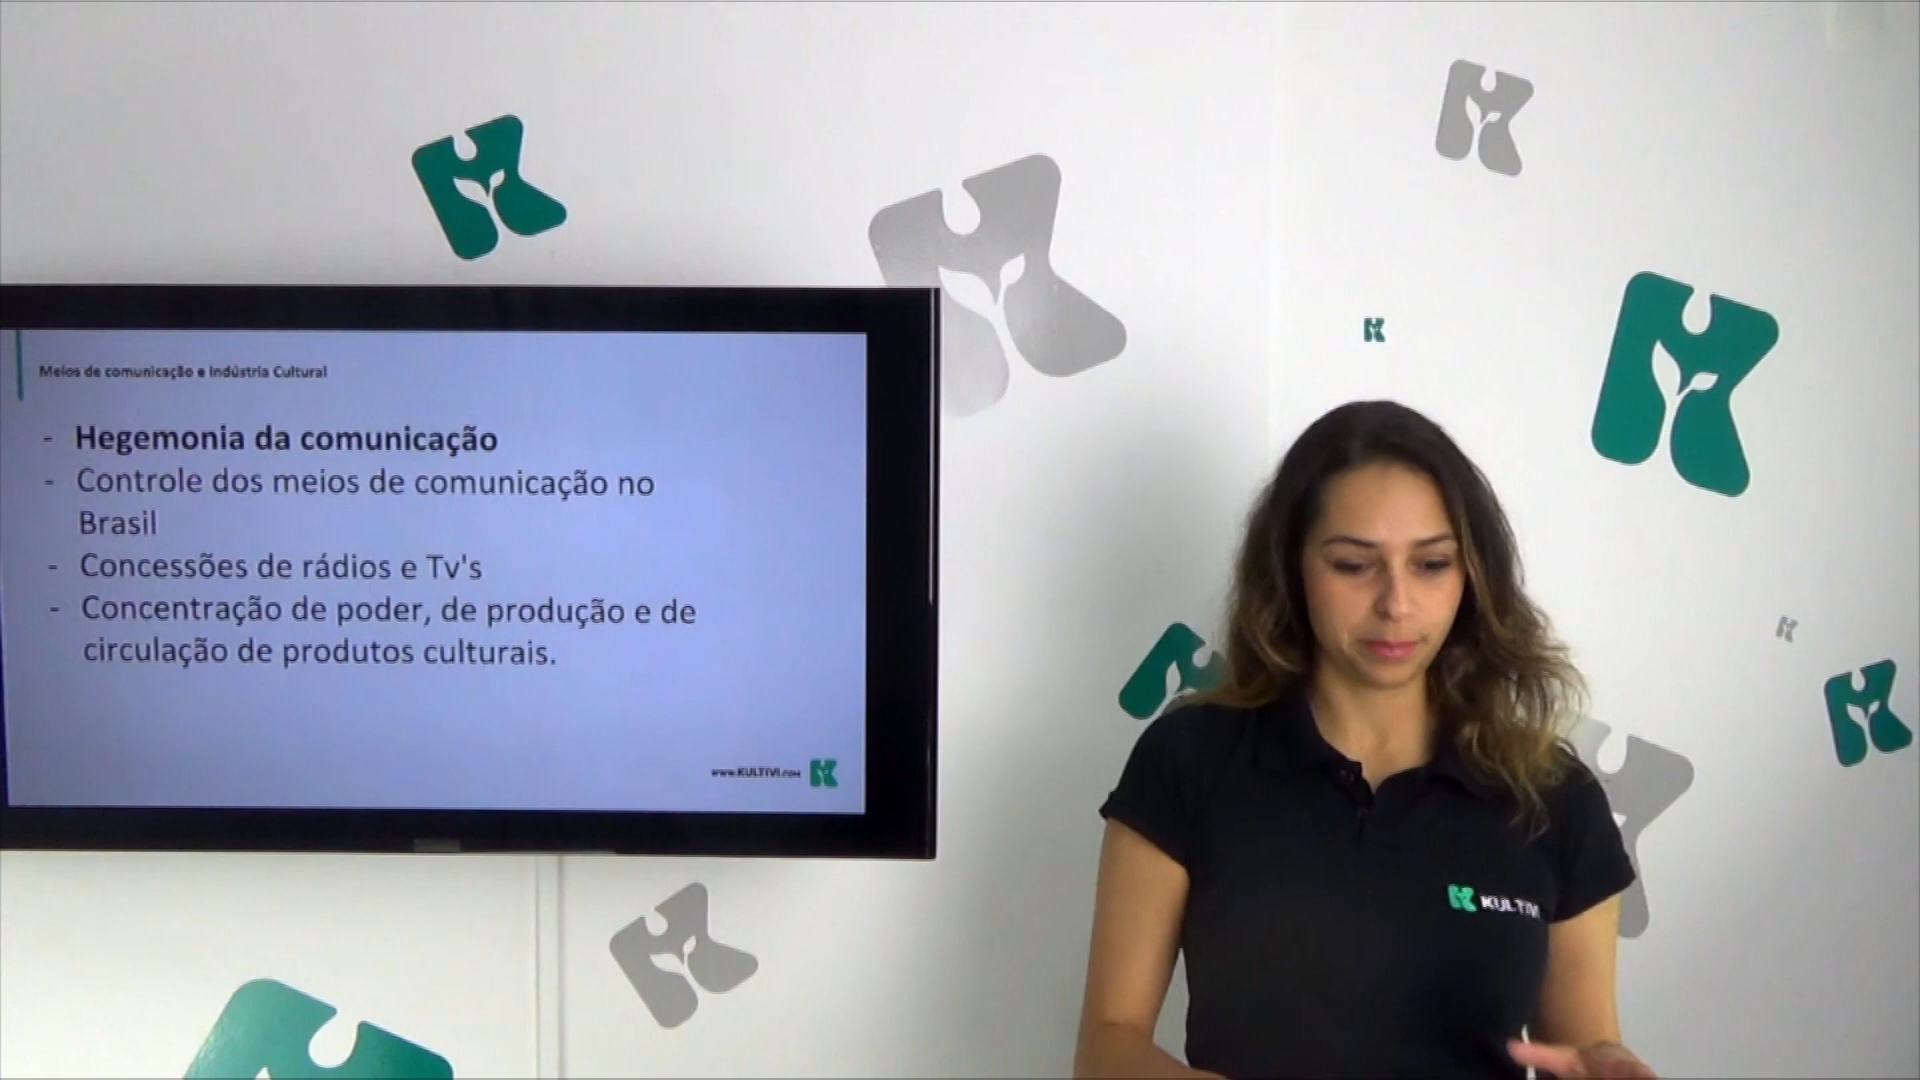 Meios de comunicação e Indústria Cultural
- Hegemonia da comunicação
- Controle dos meios de comunicação no
Brasil
- Concessões de rádios e Tv's
- Concentração de poder, de produção e de
circulação de produtos culturais.
www.KULTIVI.COM
KULTIVI